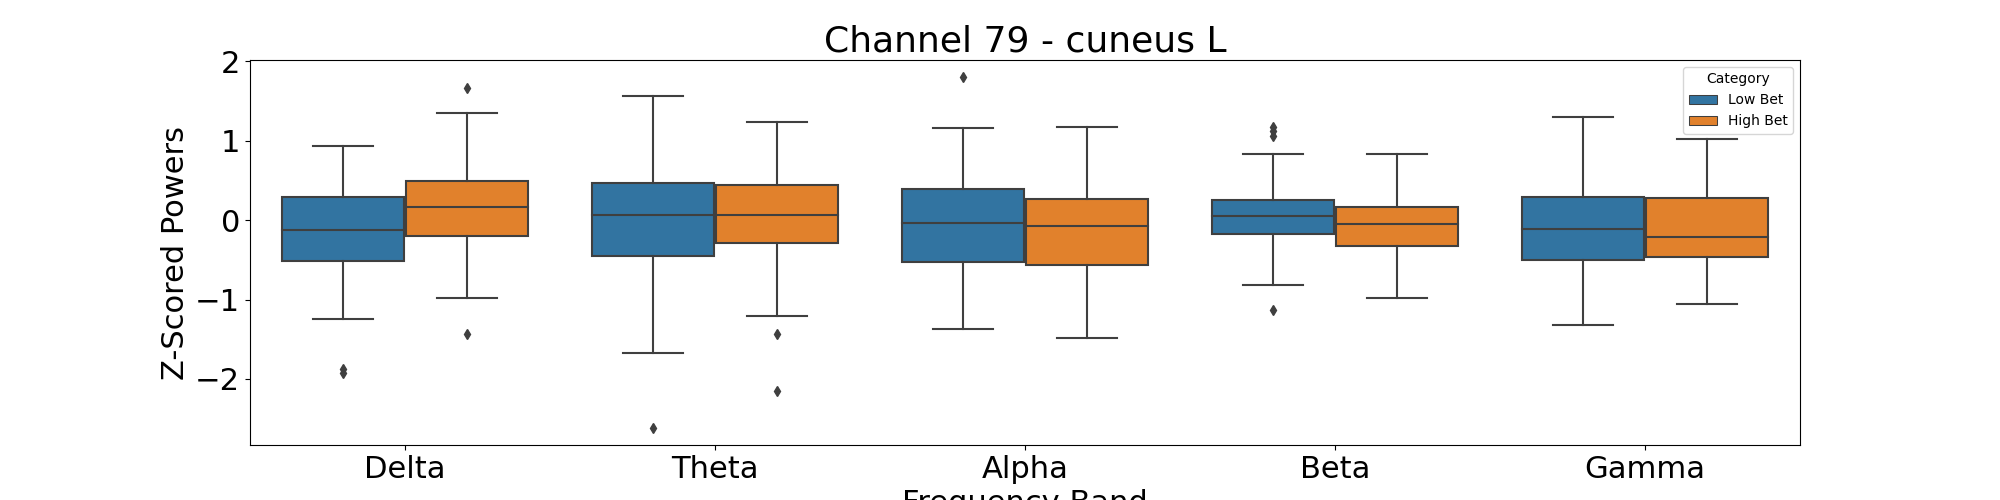 Channel 79 - cuneus L
Z-Scored Powers
2
1
0
−1
−2
Category
Low Bet
High Bet
Delta Theta Alpha Beta Gamma
Frequency Band